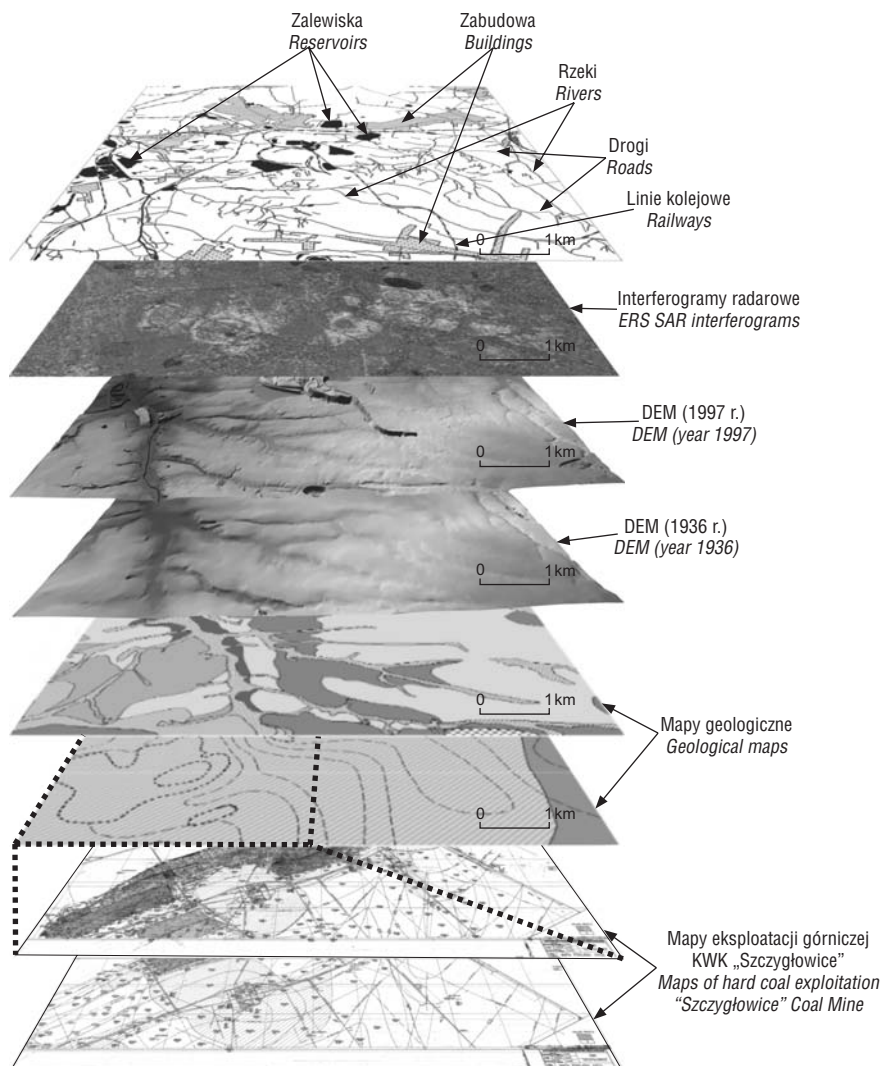 Zalewiska
Reservoirs
Zabudowa
Buildings
Rzeki
Rivers
Drogi
Roads
Linie kolejowe
Railways
0 1km
Interferogramy radarowe
ERS SAR interferograms
0 1km
DEM (1997 r.)
DEM (year 1997)
0 1km
DEM (1936 r.)
DEM (year 1936)
0 1km
0 1km
Mapy geologiczne
Geological maps
0 1km
Mapy eksploatacji górniczej
KWK „Szczygłowice”
Maps of hard coal exploitation
“Szczygłowice” Coal Mine